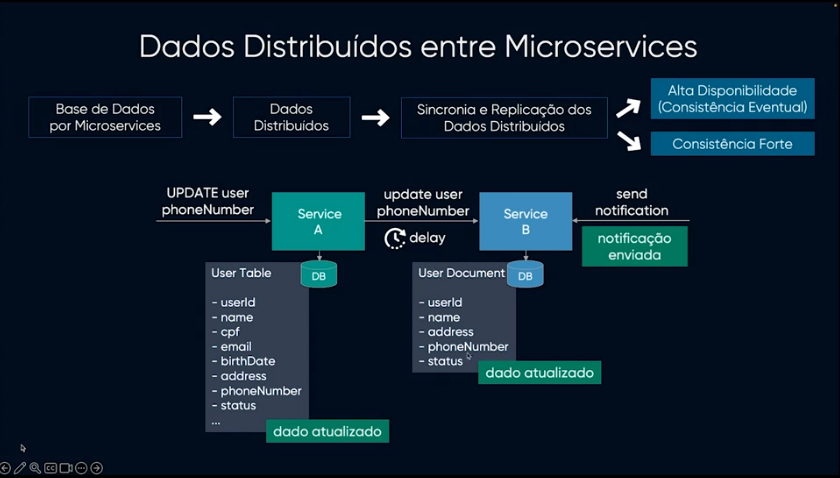 Dados Distribuídos entre Microservices
Base de Dados
por Microservices
Dados
Distribuídos
Sincronia e Replicação dos
Dados Distribuídos
Alta Disponibilidade
(Consistência Eventual)
Consistência Forte
UPDATE user
phoneNumber
Service
A
update user
phoneNumber
delay
Service
B
send
notification
notificação
enviada
User Table
DB
- userId
- name
- cpf
- email
- birthDate
- address
- phoneNumber
- status
...
dado atualizado
User Document
DB
- userId
- name
- address
- phoneNumber
- status
dado atualizado
CC